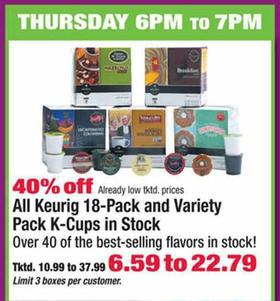 THURSDAY 6PM TO 7PM
HAZELNUT
Breakfast
40% off Already low tktd. prices
All Keurig 18-Pack and Variety
Pack K-Cups in Stock
Over 40 of the best-selling flavors in stock!
Tktd. 10.99 to 37.99 6.59 to 22.79
Limit 3 boxes per customer.